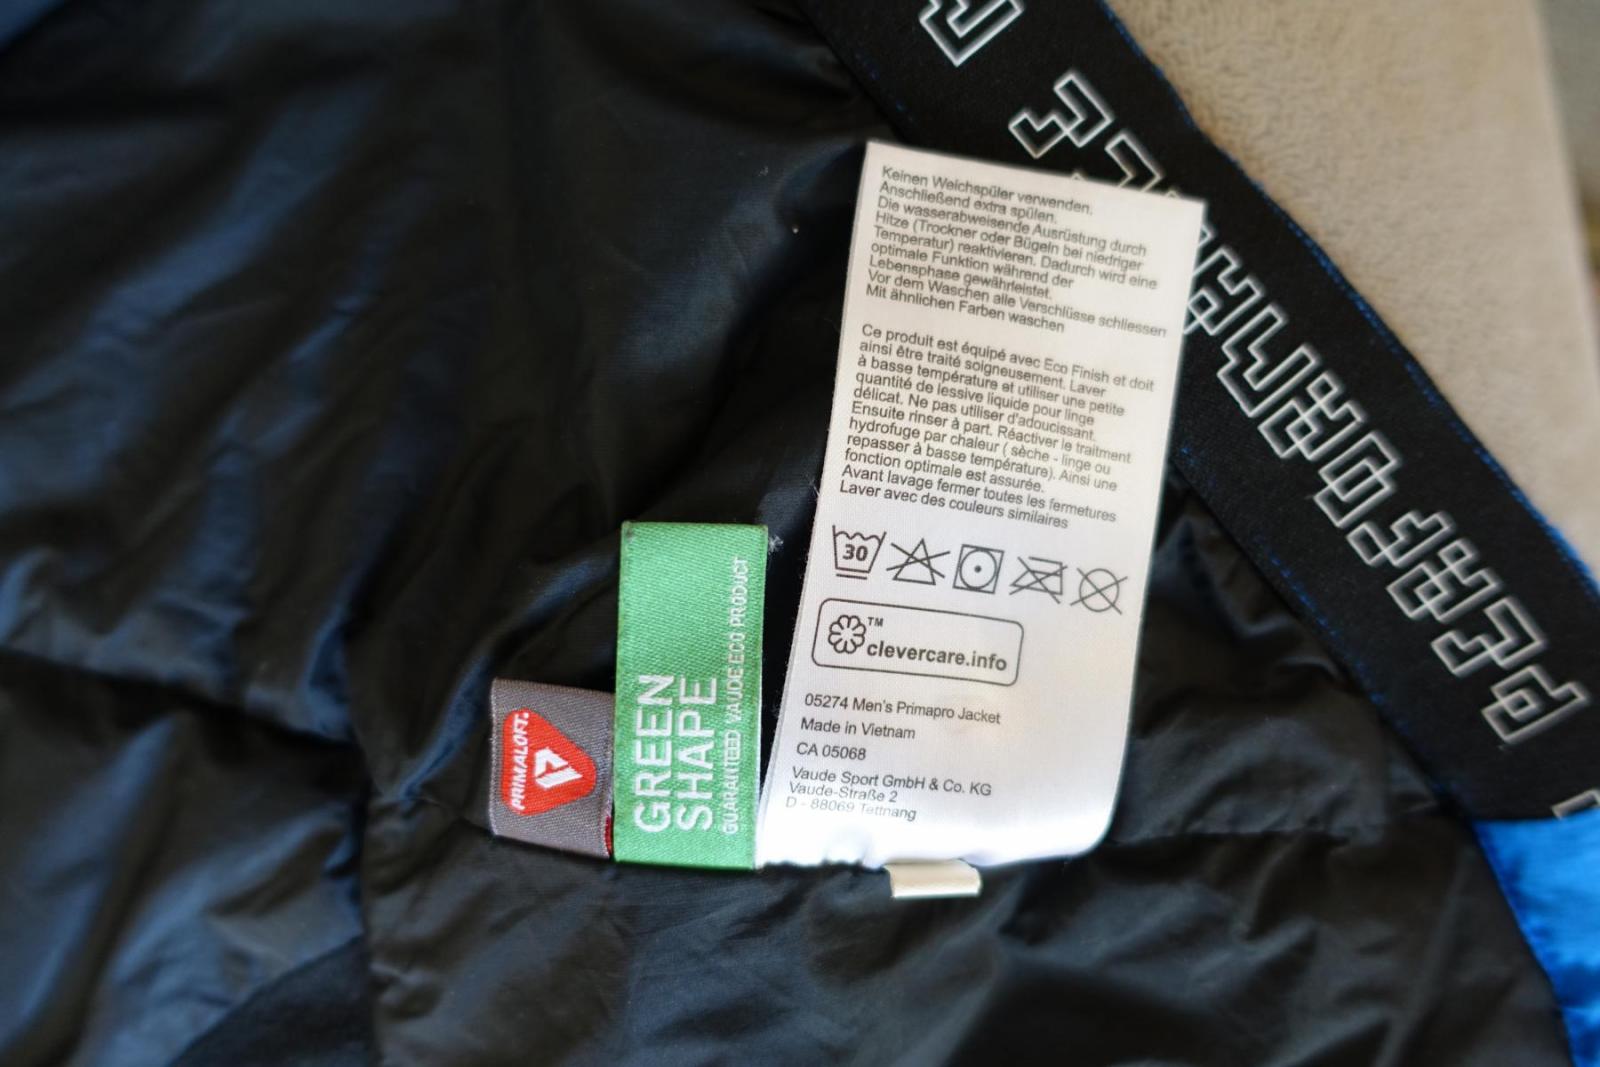 Keinen Weichspüler verwenden.
Anschließend extra spülen.
Die wasserabweisende Ausrüstung durch
Hitze (Trockner oder Bügeln bei niedriger
Temperatur) reaktivieren. Dadurch wird eine
optimale Funktion während der
Lebensphase gewährleistet.
Vor dem Waschen alle Verschlüsse schliessen
Mit ähnlichen Farben waschen
Ce produit est équipé avec Eco Finish et doit
ainsi être traité soigneusement. Laver
à basse température et utiliser une petite
quantité de lessive liquide pour linge
délicat. Ne pas utiliser d'adoucissant.
Ensuite rinser à part. Réactiver le traitment
hydrofuge par chaleur ( sèche - linge ou
repasser à basse température). Ainsi une
fonction optimale est assurée.
Avant lavage fermer toutes les fermetures
Laver avec des couleurs similaires
30
TM
clevercare.info
05274 Men's Primapro Jacket
Made in Vietnam
CA 05068
Vaude Sport GmbH & Co. KG
Vaude-Straße 2
D - 88069 Tettnang
GREEN
SHAPE
GUARANTEED VAUDE ECO PRODUCT
PRIMALOFT